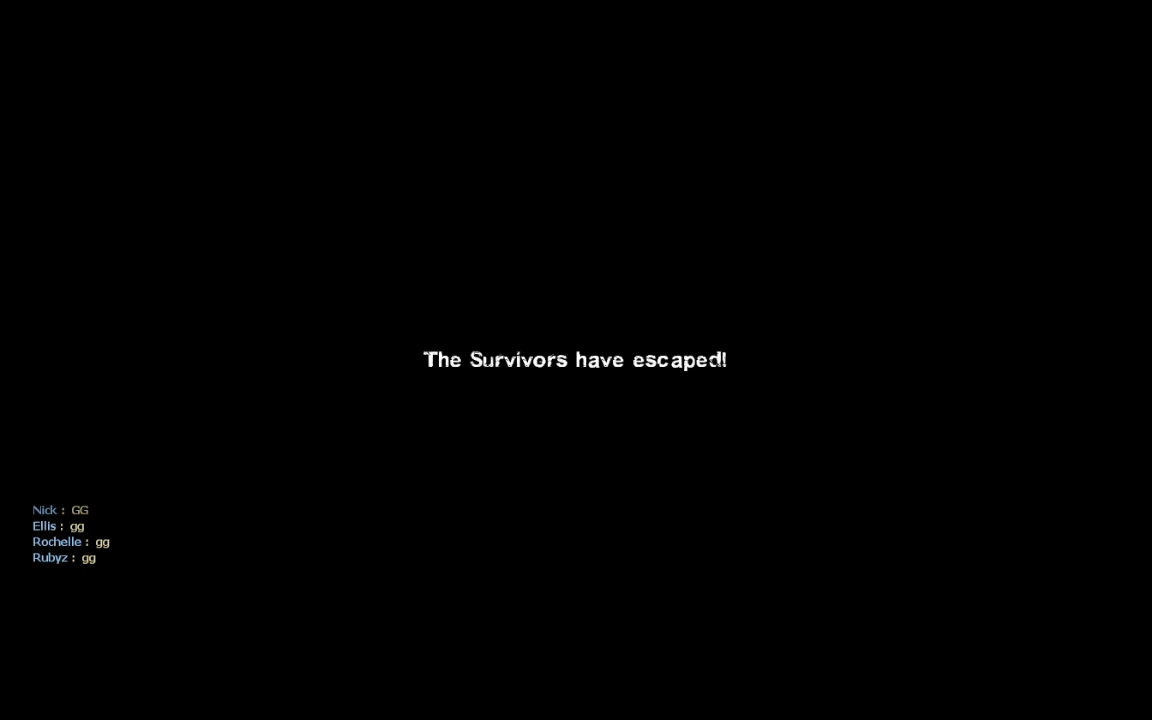 The Survivors have escaped!
Nick : GG
Ellis : gg
Rochelle : gg
Rubyz : gg